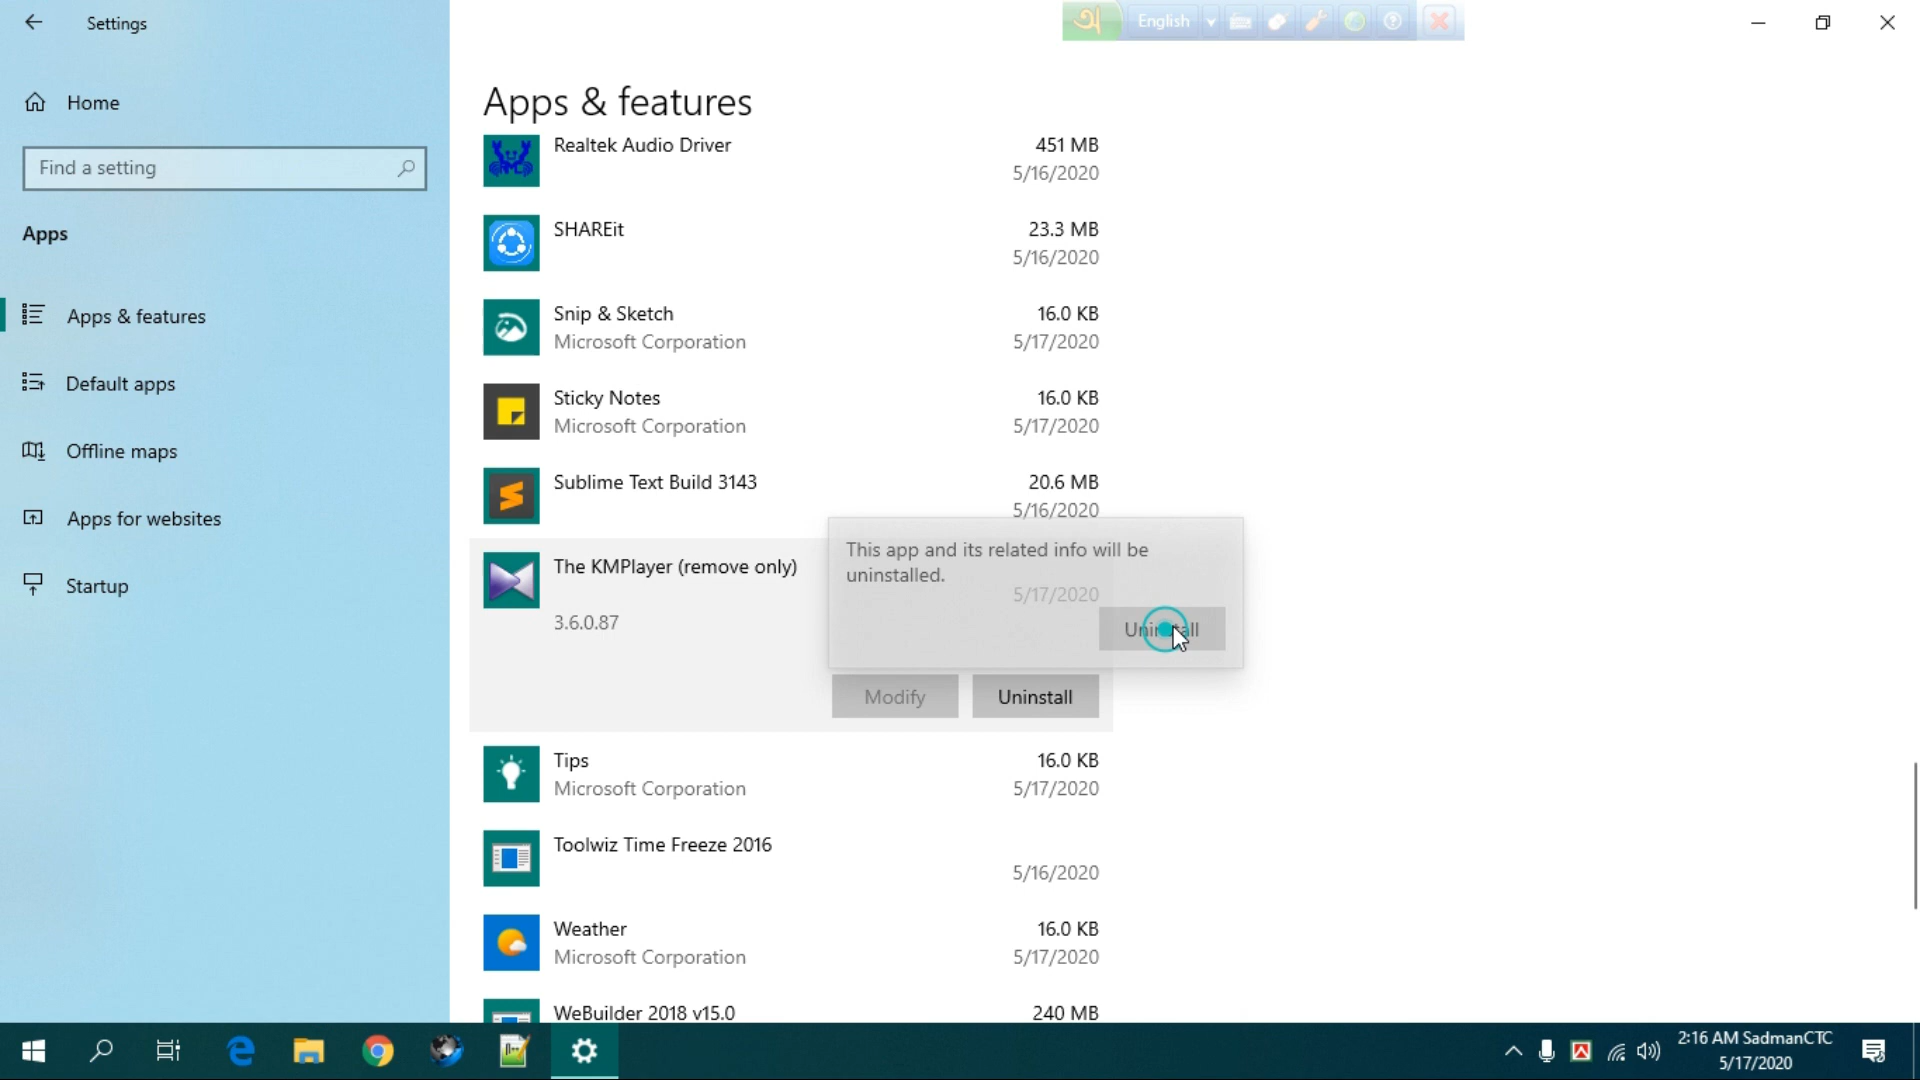 Settings
অ English
Home
Find a setting
Apps
Apps & features
Default apps
Offline maps
Apps for websites
Startup
Apps & features
Realtek Audio Driver 451 MB
5/16/2020
SHAREit 23.3 MB
5/16/2020
Snip & Sketch 16.0 KB
Microsoft Corporation 5/17/2020
Sticky Notes 16.0 KB
Microsoft Corporation 5/17/2020
Sublime Text Build 3143 20.6 MB
5/16/2020
The KMPlayer (remove only)
5/17/2020
3.6.0.87
This app and its related info will be
uninstalled.
Uninstall
Modify Uninstall
Tips 16.0 KB
Microsoft Corporation 5/17/2020
Toolwiz Time Freeze 2016
5/16/2020
Weather 16.0 KB
Microsoft Corporation 5/17/2020
WeBuilder 2018 v15.0 240 MB
2:16 AM SadmanCTC
5/17/2020